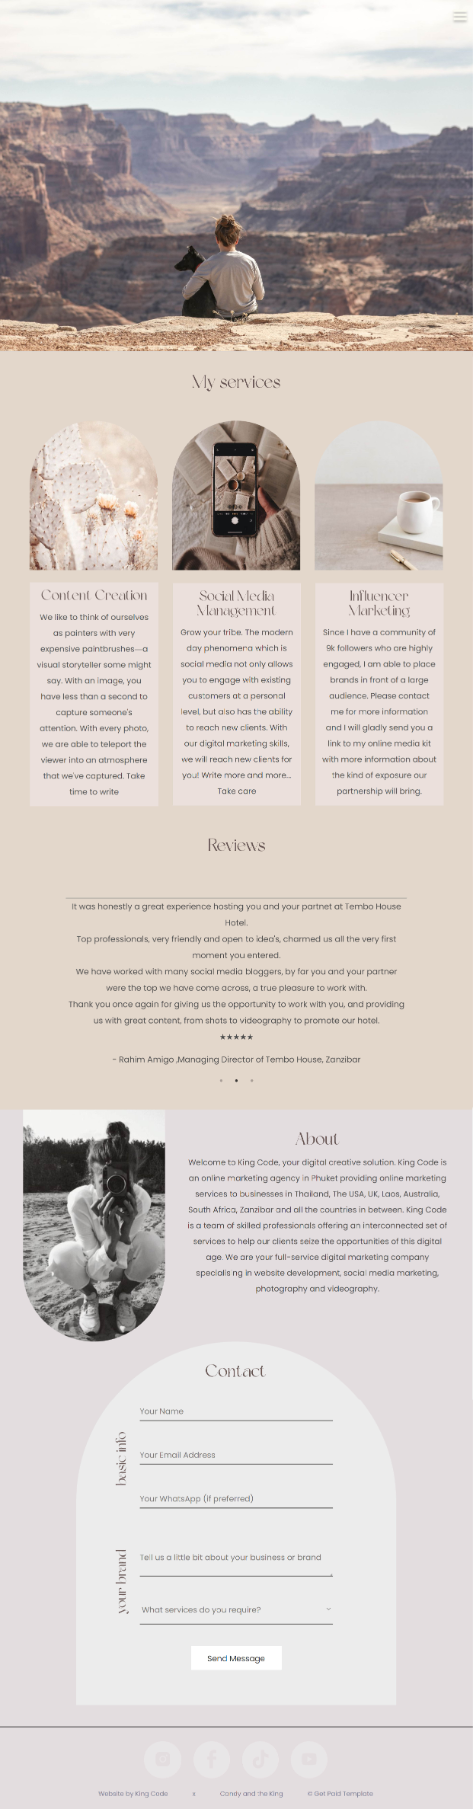 My services
Content Creation
We like to think of ourselves
as painters with very
expensive paintbrushes—a
visual storyteller some might
say. With an image, you
have less than a second to
capture someone's
attention. With every photo,
we are able to teleport the
viewer into an atmosphere
that we've captured. Take
time to write
Social Media
Management
Grow your tribe. The modern
day phenomena which is
social media not only allows
you to engage with existing
customers at a personal
level, but also has the ability
to reach new clients. With
our digital marketing skills,
we will reach new clients for
you! Write more and more...
Take care
Influencer
Marketing
Since I have a community of
9k followers who are highly
engaged, I am able to place
brands in front of a large
audience. Please contact
me for more information
and I will gladly send you a
link to my online media kit
with more information about
the kind of exposure our
partnership will bring.
Reviews
It was honestly a great experience hosting you and your partnet at Tembo House
Hotel.
Top professionals, very friendly and open to idea's, charmed us all the very first
moment you entered.
We have worked with many social media bloggers, by far you and your partner
were the top we have come across, a true pleasure to work with.
Thank you once again for giving us the opportunity to work with you, and providing
us with great content, from shots to videography to promote our hotel.
★★★★★
- Rahim Amigo ,Managing Director of Tembo House, Zanzibar
About
Welcome to King Code, your digital creative solution. King Code is
an online marketing agency in Phuket providing online marketing
services to businesses in Thailand, The USA, UK, Laos, Australia,
South Africa, Zanzibar and all the countries in between. King Code
is a team of skilled professionals offering an interconnected set of
services to help our clients seize the opportunities of this digital
age. We are your full-service digital marketing company
specialising in website development, social media marketing,
photography and videography.
Contact
basic info
Your Name
Your Email Address
Your WhatsApp (if preferred)
your brand
Tell us a little bit about your business or brand
What services do you require?
Send Message
Website by King Code x Candy and the King © Get Paid Template